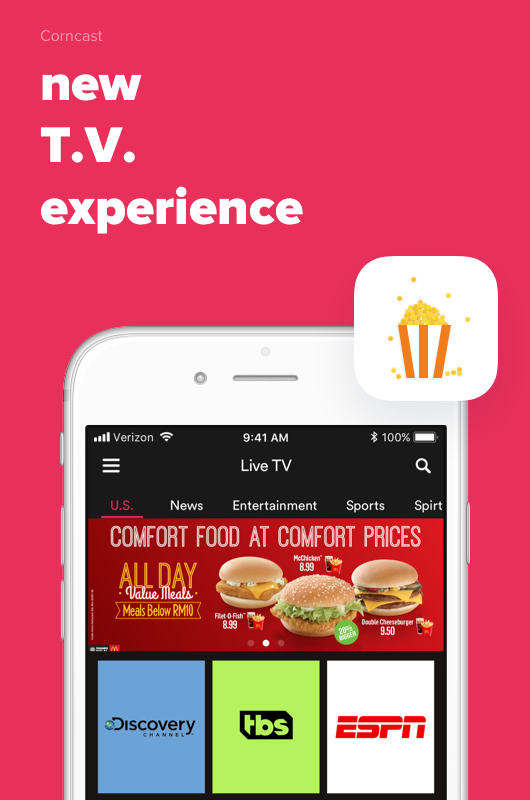 Corncast
new
T.V.
experience
Verizon
9:41 AM
100%
Live TV
U.S.
News
Entertainment
Sports
Spirt
COMFORT FOOD AT COMFORT PRICES
ALL DAY
Value Meals
Meals Below RM10
McChicken™
8.99
Filet-O-Fish™
8.99
Double Cheeseburger
9.50
20%
BIGGER
Discovery
CHANNEL
tbs
ESPN